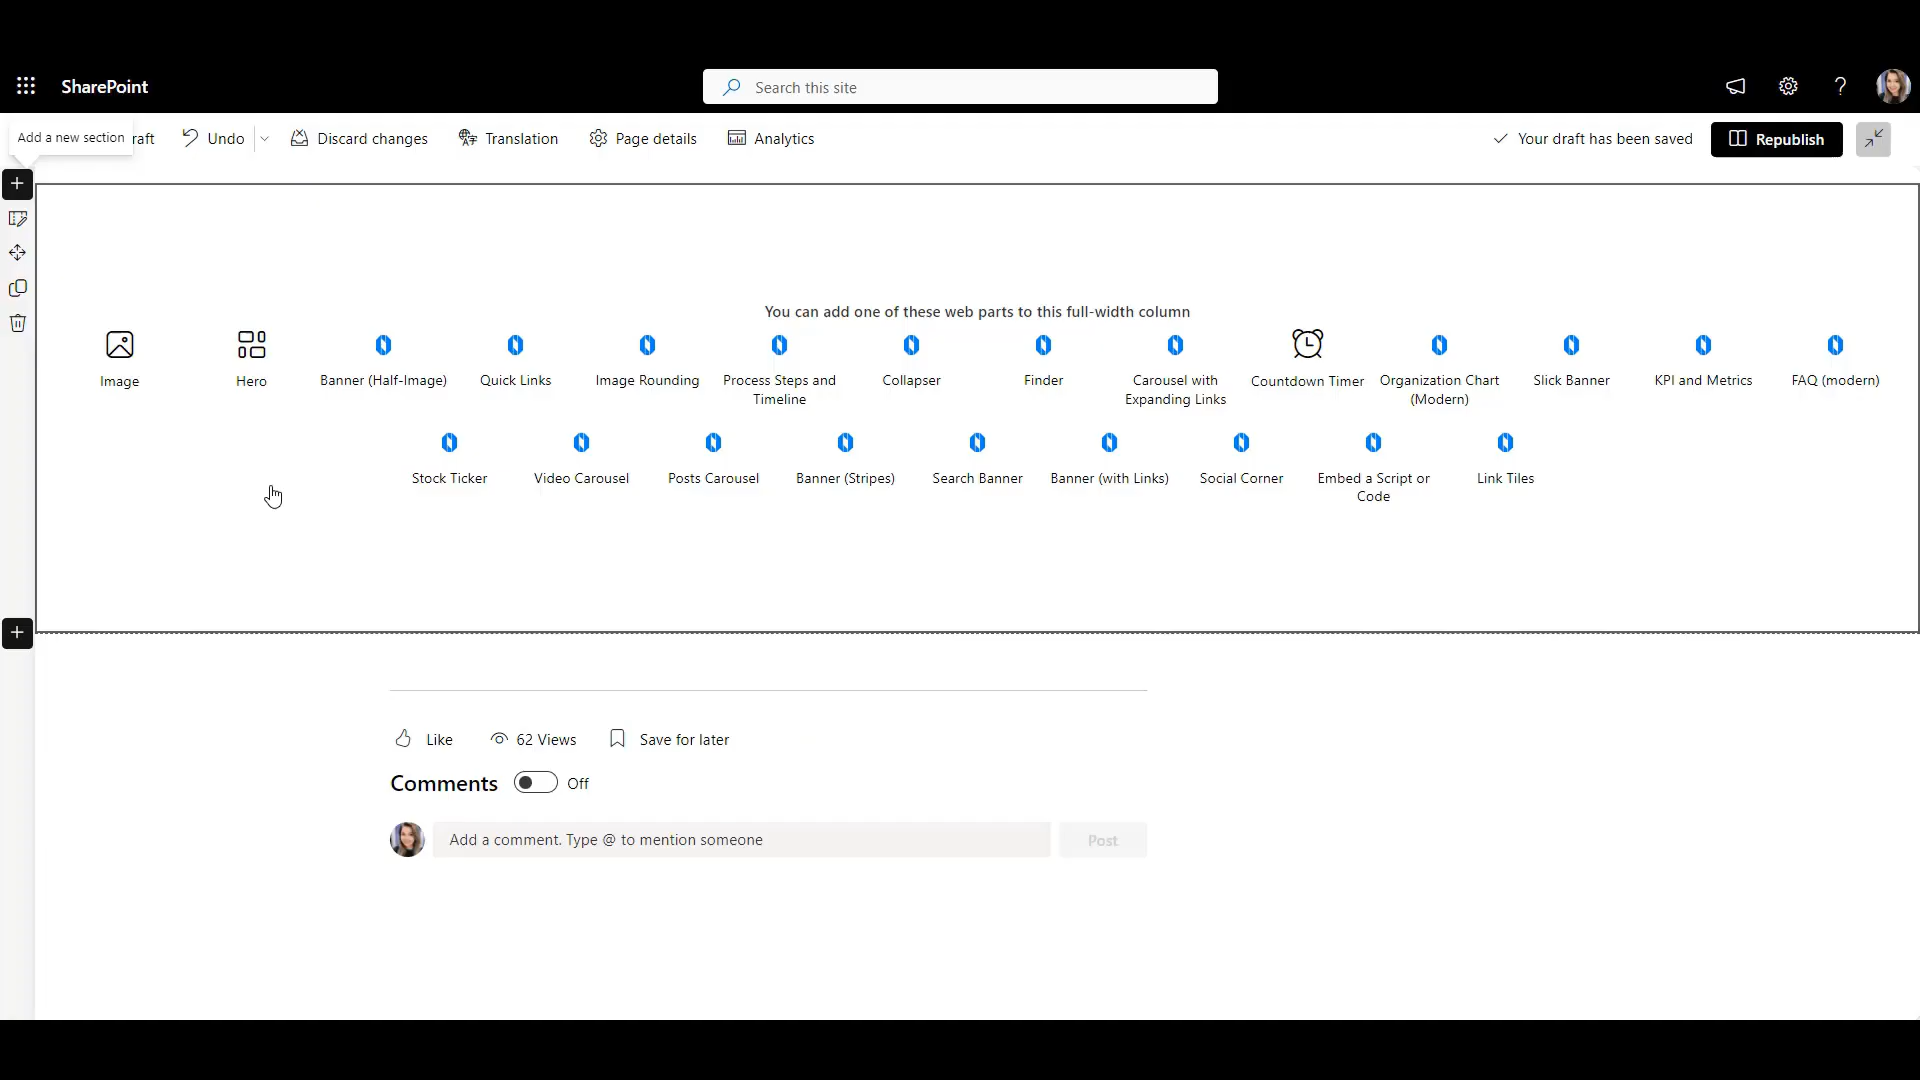 SharePoint
Search this site
Add a new section
raft
Undo
Discard changes
Translation
Page details
Analytics
Your draft has been saved
Republish
You can add one of these web parts to this full-width column
Image
Hero
Banner (Half-Image)
Quick Links
Image Rounding
Process Steps and
Timeline
Collapser
Finder
Carousel with
Expanding Links
Countdown Timer
Organization Chart
(Modern)
Slick Banner
KPI and Metrics
FAQ (modern)
Stock Ticker
Video Carousel
Posts Carousel
Banner (Stripes)
Search Banner
Banner (with Links)
Social Corner
Embed a Script or
Code
Link Tiles
Like
62 Views
Save for later
Comments
Off
Add a comment. Type @ to mention someone
Post